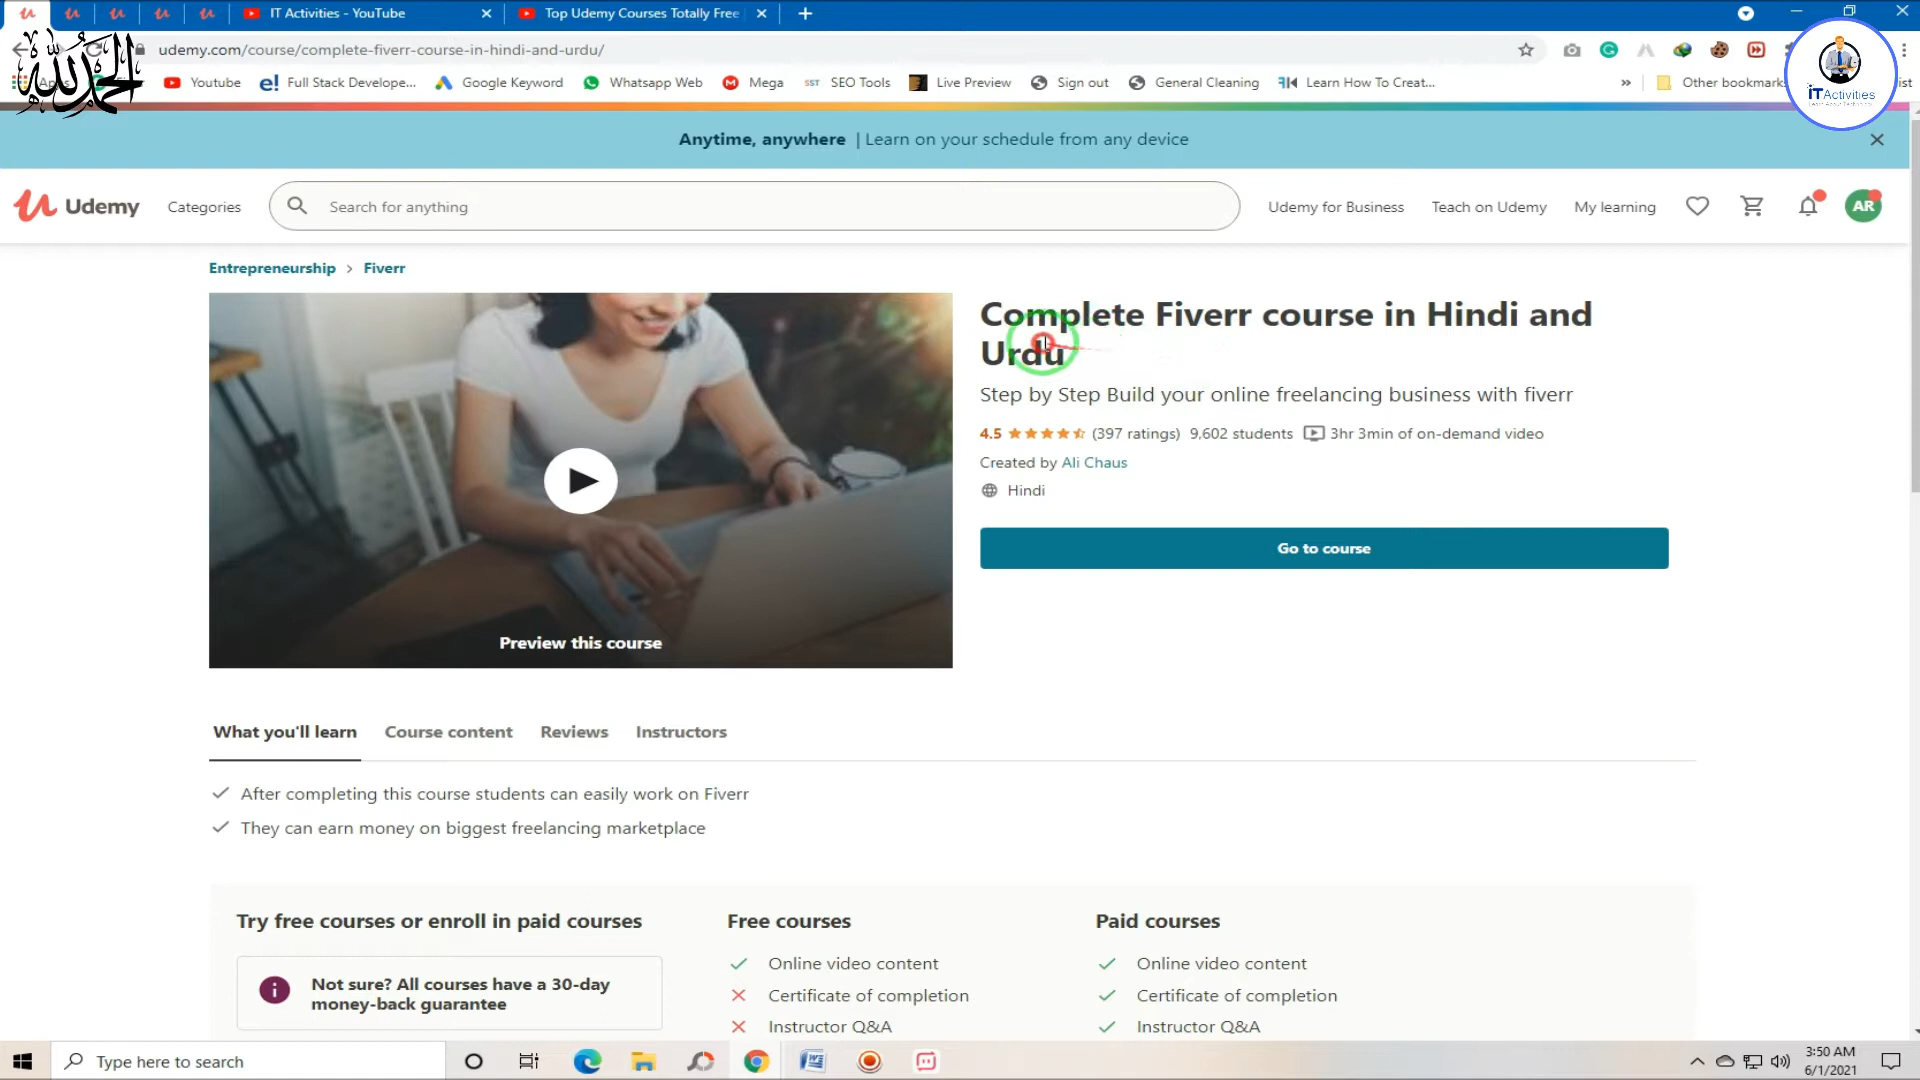 IT Activities - YouTube
Top Udemy Courses Totally Free
udemy.com/course/complete-fiverr-course-in-hindi-and-urdu/
الحمد لله
Youtube
Full Stack Develope...
Google Keyword
Whatsapp Web
Mega
SST SEO Tools
Live Preview
Sign out
General Cleaning
Learn How To Creat...
»
Other bookmark
ist
iT Activities
Anytime, anywhere | Learn on your schedule from any device
Udemy
Categories
Search for anything
Udemy for Business
Teach on Udemy
My learning
AR
Entrepreneurship > Fiverr
Complete Fiverr course in Hindi and
Urdu
Step by Step Build your online freelancing business with fiverr
4.5 (397 ratings) 9,602 students 3hr 3min of on-demand video
Created by Ali Chaus
Hindi
Go to course
Preview this course
What you'll learn
Course content
Reviews
Instructors
After completing this course students can easily work on Fiverr
They can earn money on biggest freelancing marketplace
Try free courses or enroll in paid courses
Not sure? All courses have a 30-day
money-back guarantee
Free courses
Online video content
Certificate of completion
Instructor Q&A
Paid courses
Online video content
Certificate of completion
Instructor Q&A
Type here to search
3:50 AM
6/1/2021